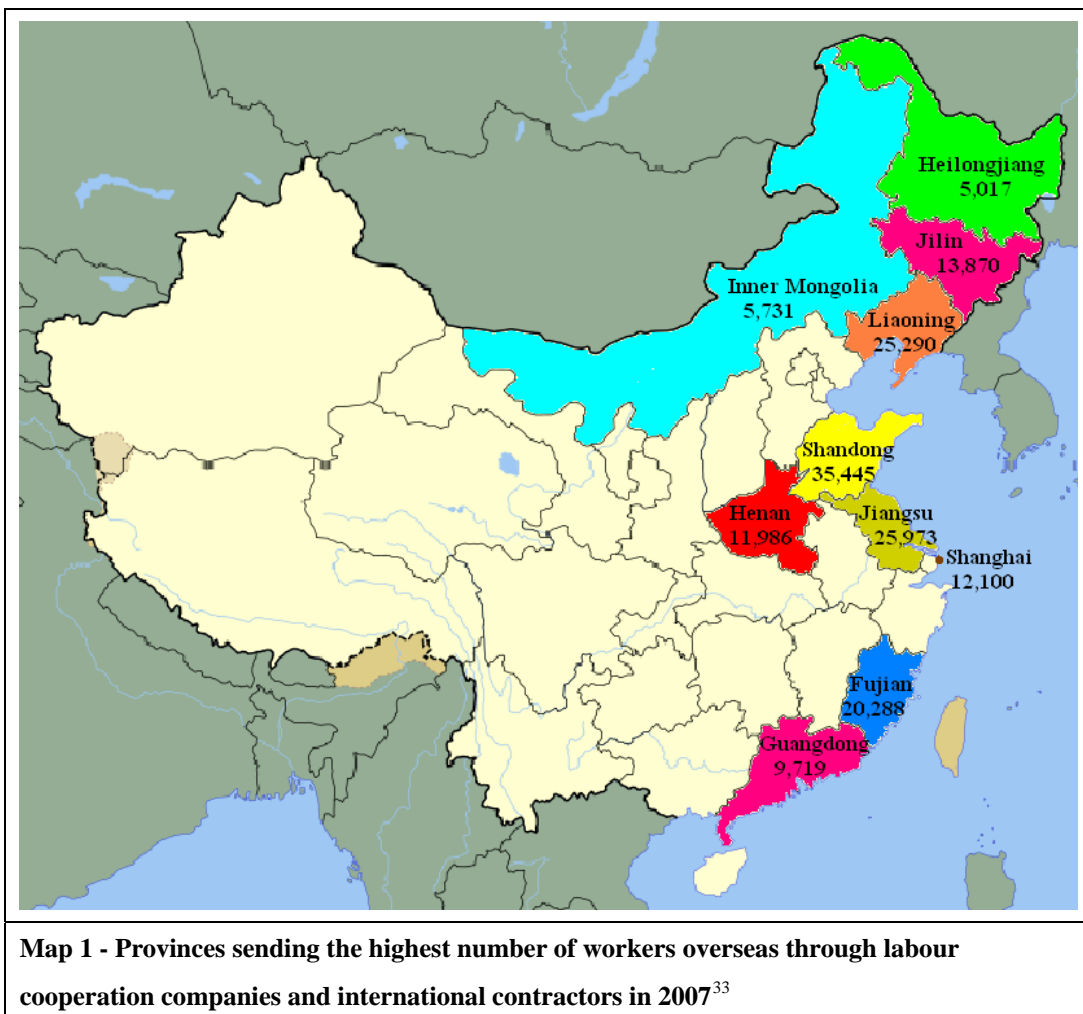 Heilongjiang
5,017
Jilin
13,870
Inner Mongolia
5,731
Liaoning
25,290
Shandong
35,445
Henan
11,986
Jiangsu
25,973
Shanghai
12,100
Fujian
20,288
Guangdong
9,719
Map 1 - Provinces sending the highest number of workers overseas through labour
cooperation companies and international contractors in 2007³³